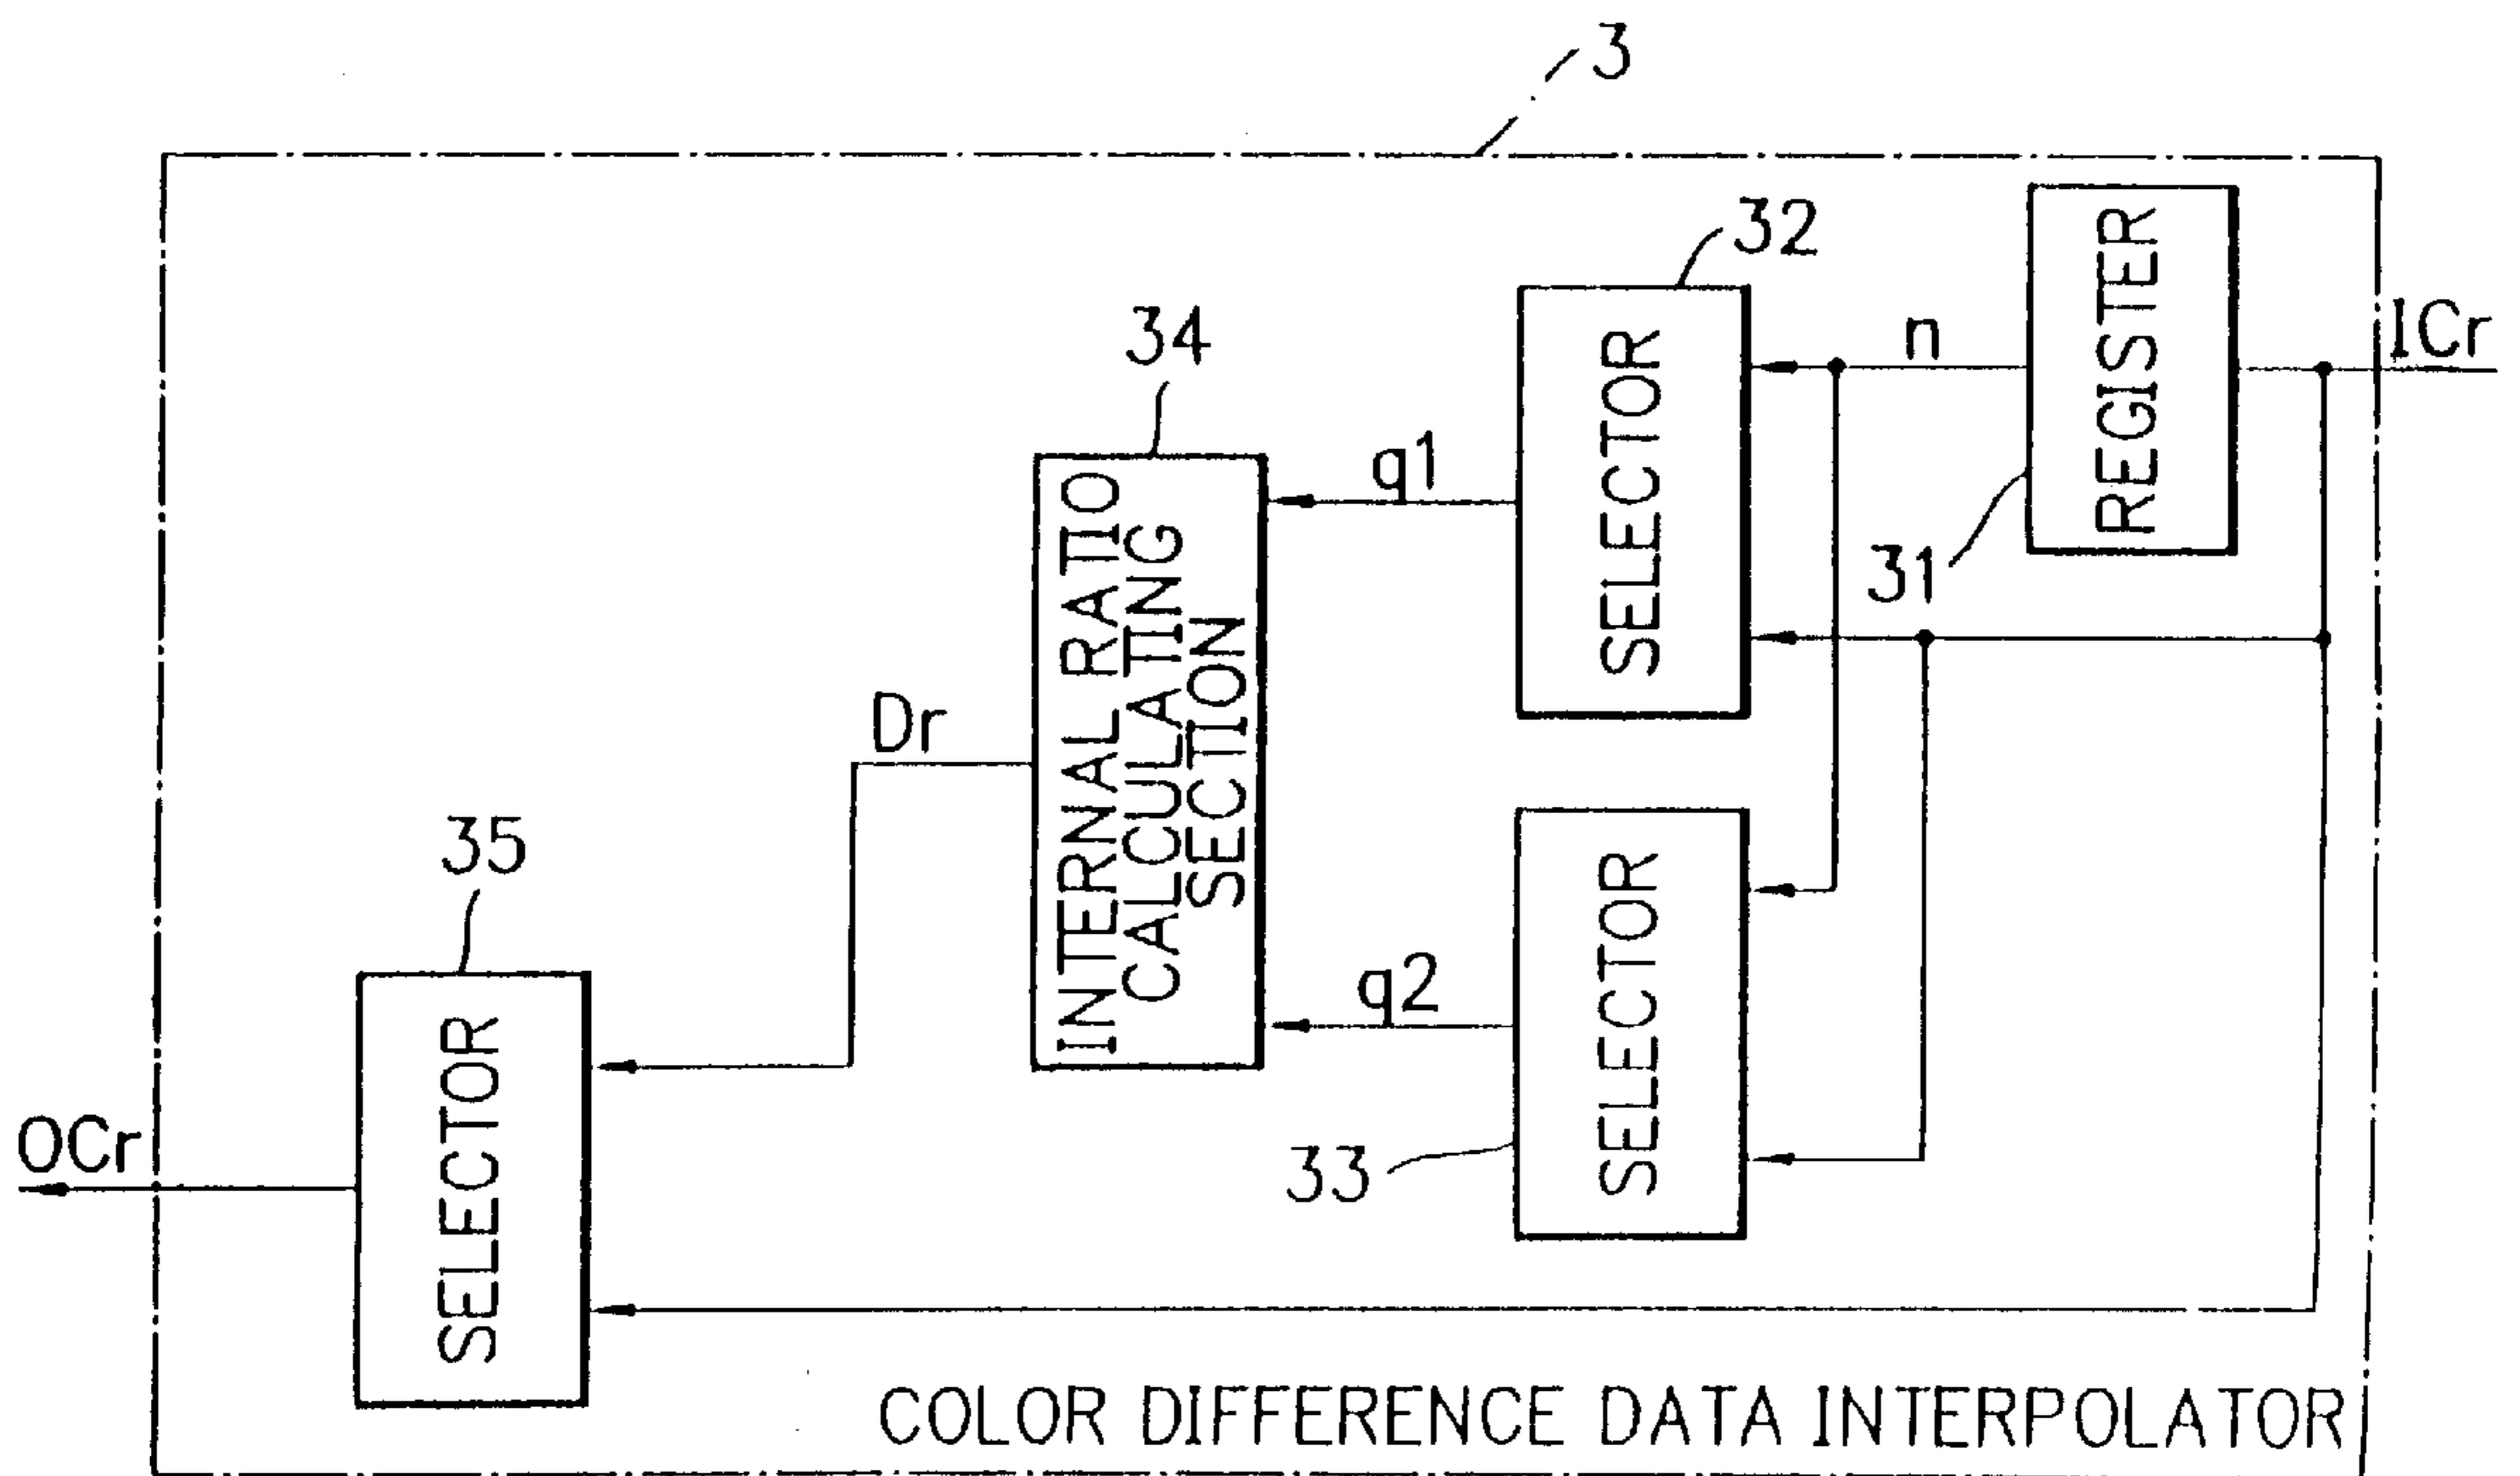 3
32
REGISTER
ICr
n
34
SELECTOR
q1
31
INTERNAL RATIO
CALCULATING
SECTION
Dr
35
SELECTOR
q2
33
SELECTOR
OCr
COLOR DIFFERENCE DATA INTERPOLATOR